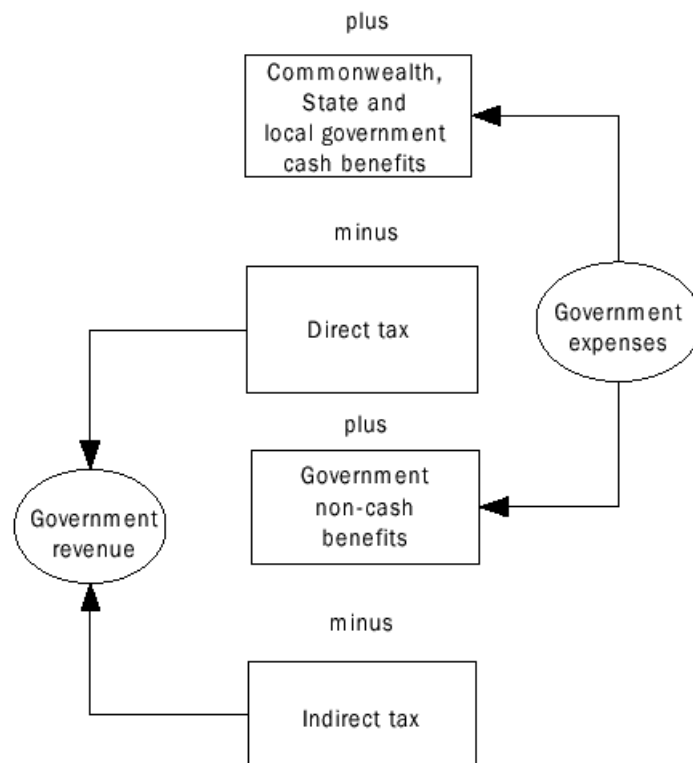 plus
Commonwealth,
State and
local government
cash benefits
minus
Direct tax
Government
expenses
plus
Government
non-cash
benefits
Government
revenue
minus
Indirect tax